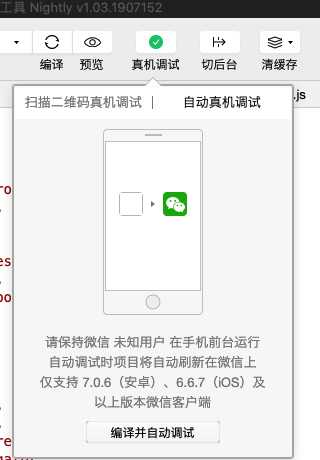 工具 Nightly v1.03.1907152
编译 预览 真机调试 切后台 清缓存
扫描二维码真机调试 | 自动真机调试
.js
ro
es
bo
请保持微信 未知用户 在手机前台运行
自动调试时项目将自动刷新在微信上
仅支持 7.0.6（安卓）、6.6.7（iOS）及
以上版本微信客户端
编译并自动调试
re